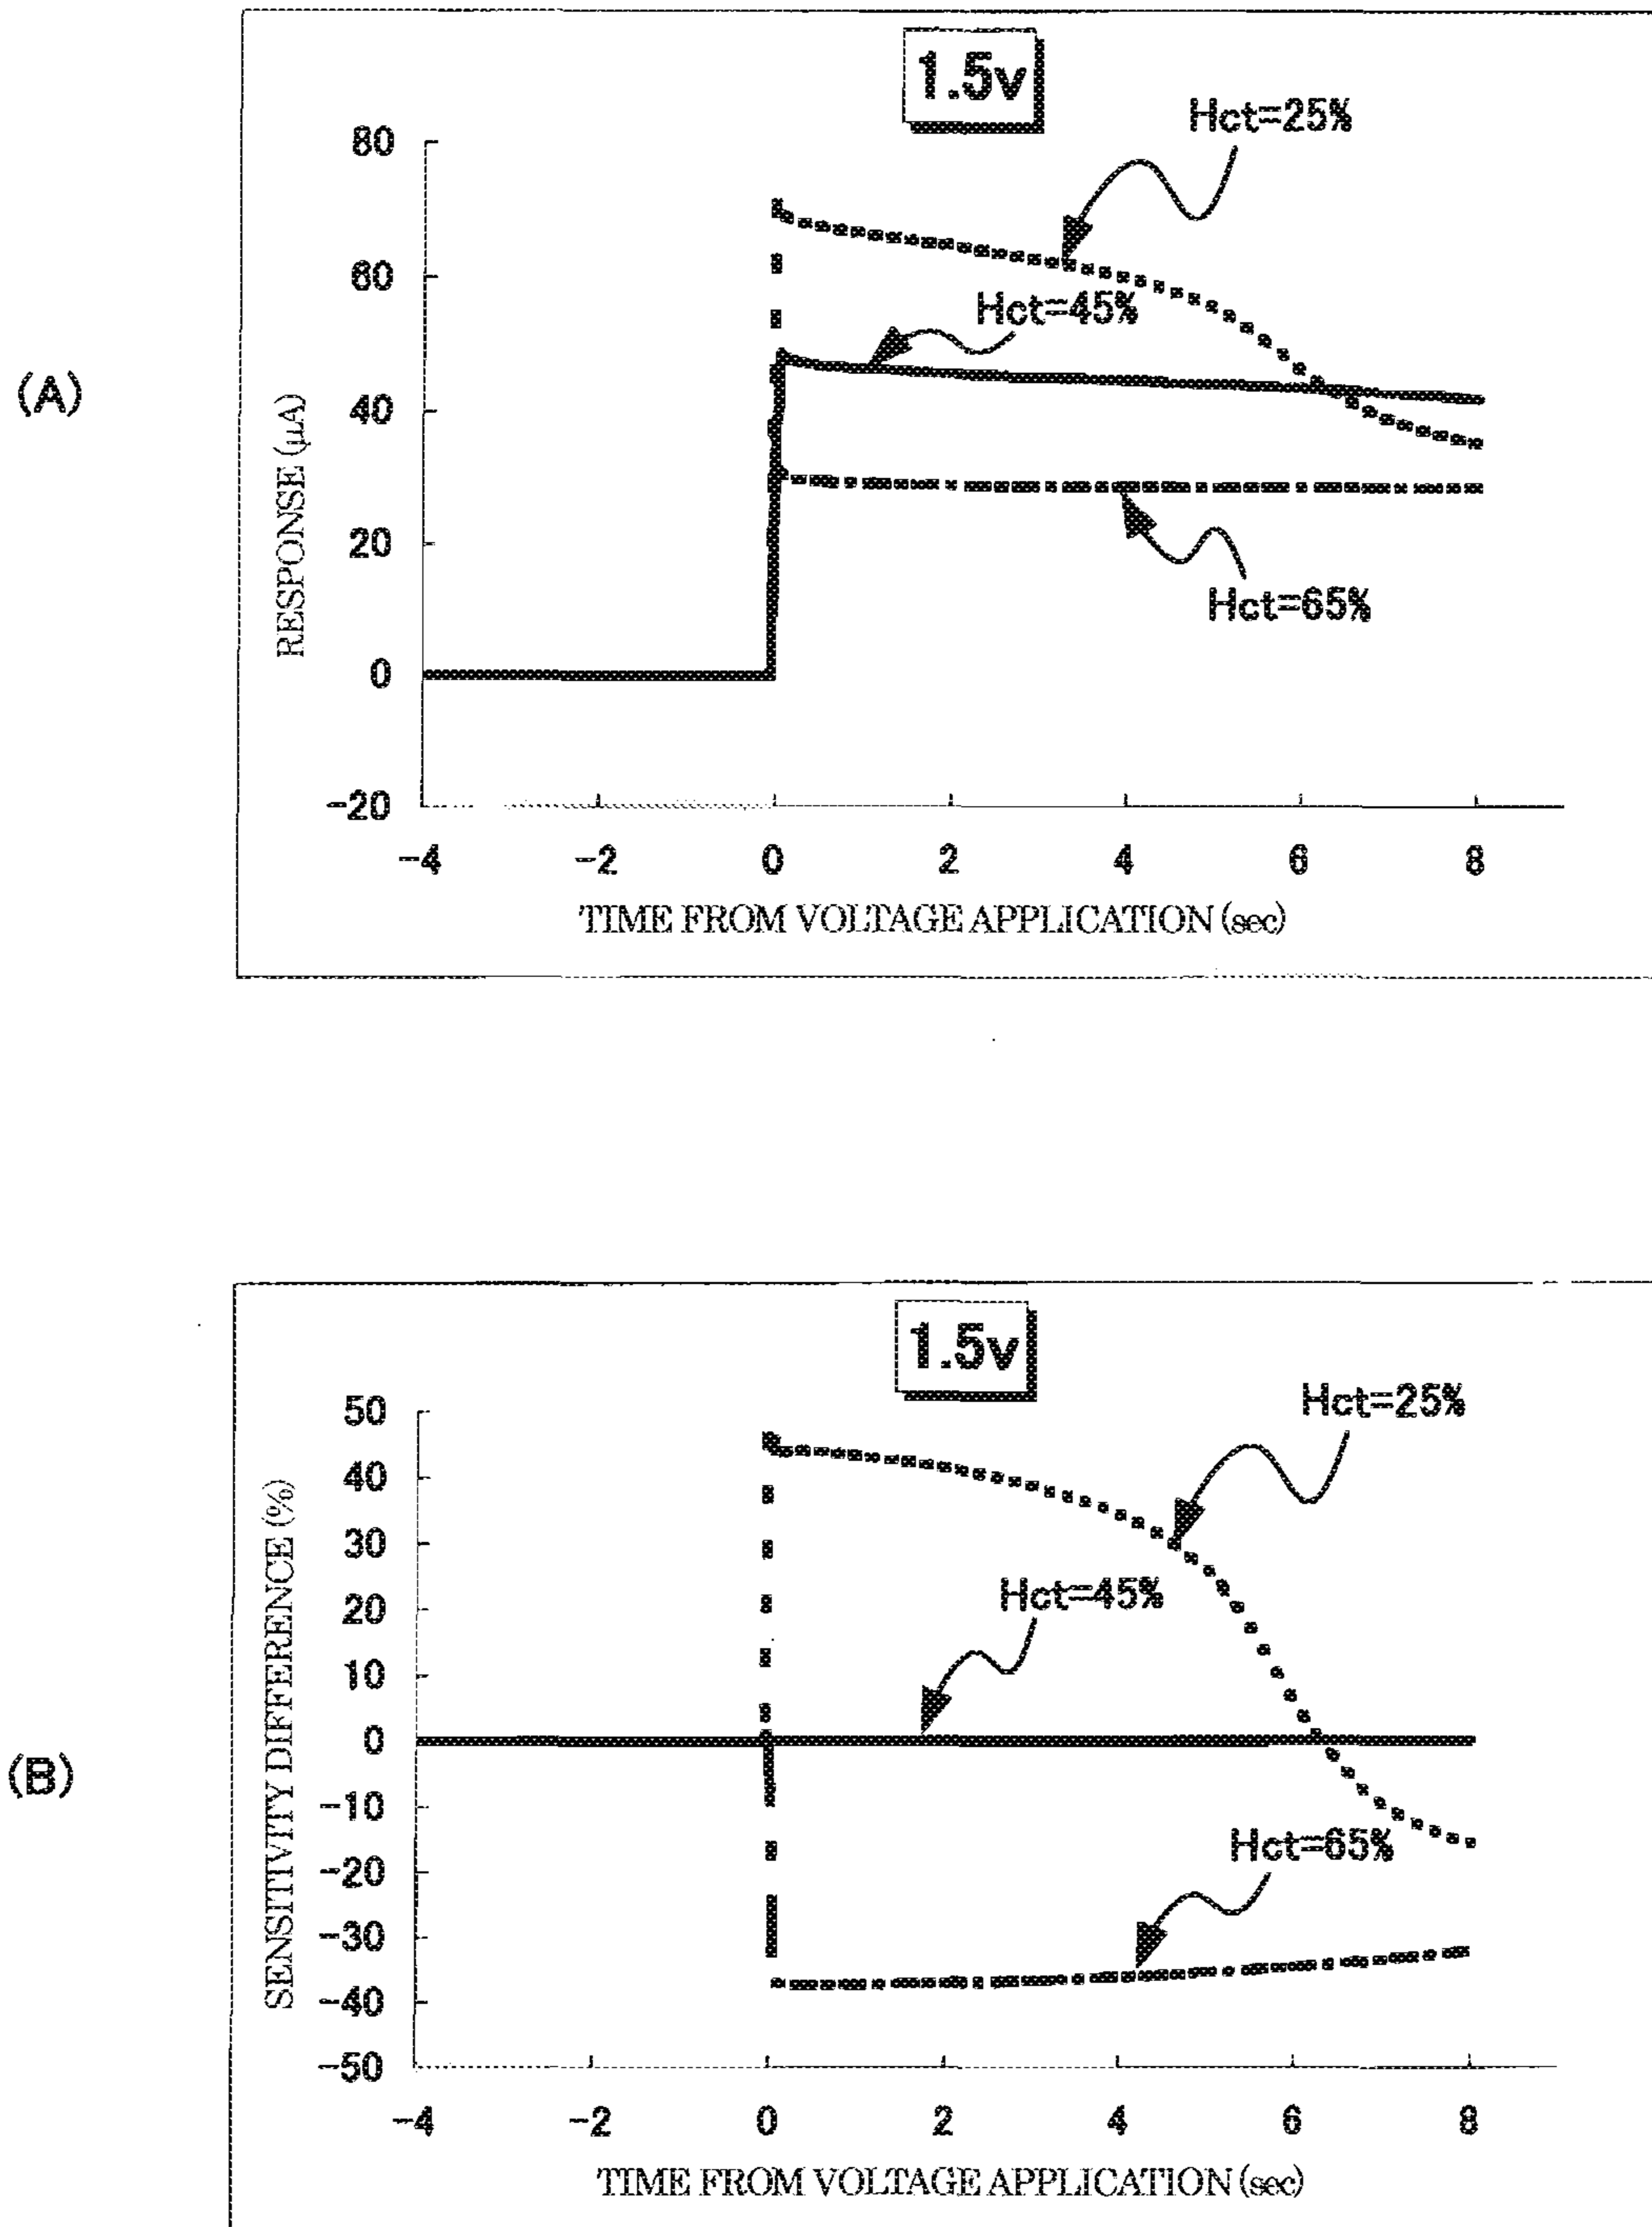 (A)
1.5v
Hct=25%
Hct=45%
Hct=65%
RESPONSE (μA)
80
60
40
20
0
-20
-4 -2 0 2 4 6 8
TIME FROM VOLTAGE APPLICATION (sec)
(B)
1.5v
Hct=25%
Hct=45%
Hct=65%
SENSITIVITY DIFFERENCE (%)
50
40
30
20
10
0
-10
-20
-30
-40
-50
-4 -2 0 2 4 6 8
TIME FROM VOLTAGE APPLICATION (sec)